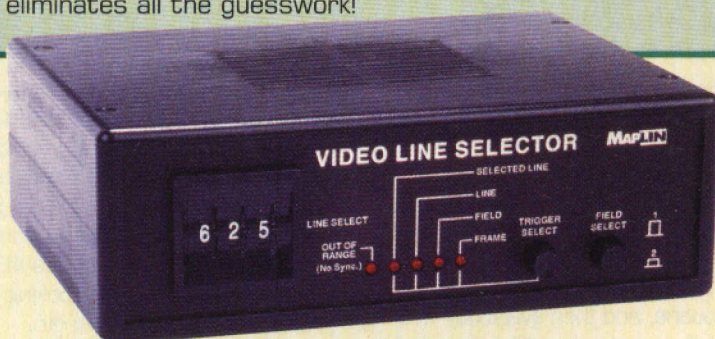 eliminates all the guesswork!
VIDEO LINE SELECTOR
MAPLIN
SELECTED LINE
LINE
FIELD
FRAME
LINE SELECT
OUT OF
RANGE
(No Sync.)
TRIGGER
SELECT
FIELD
SELECT
1
2
6 2 5